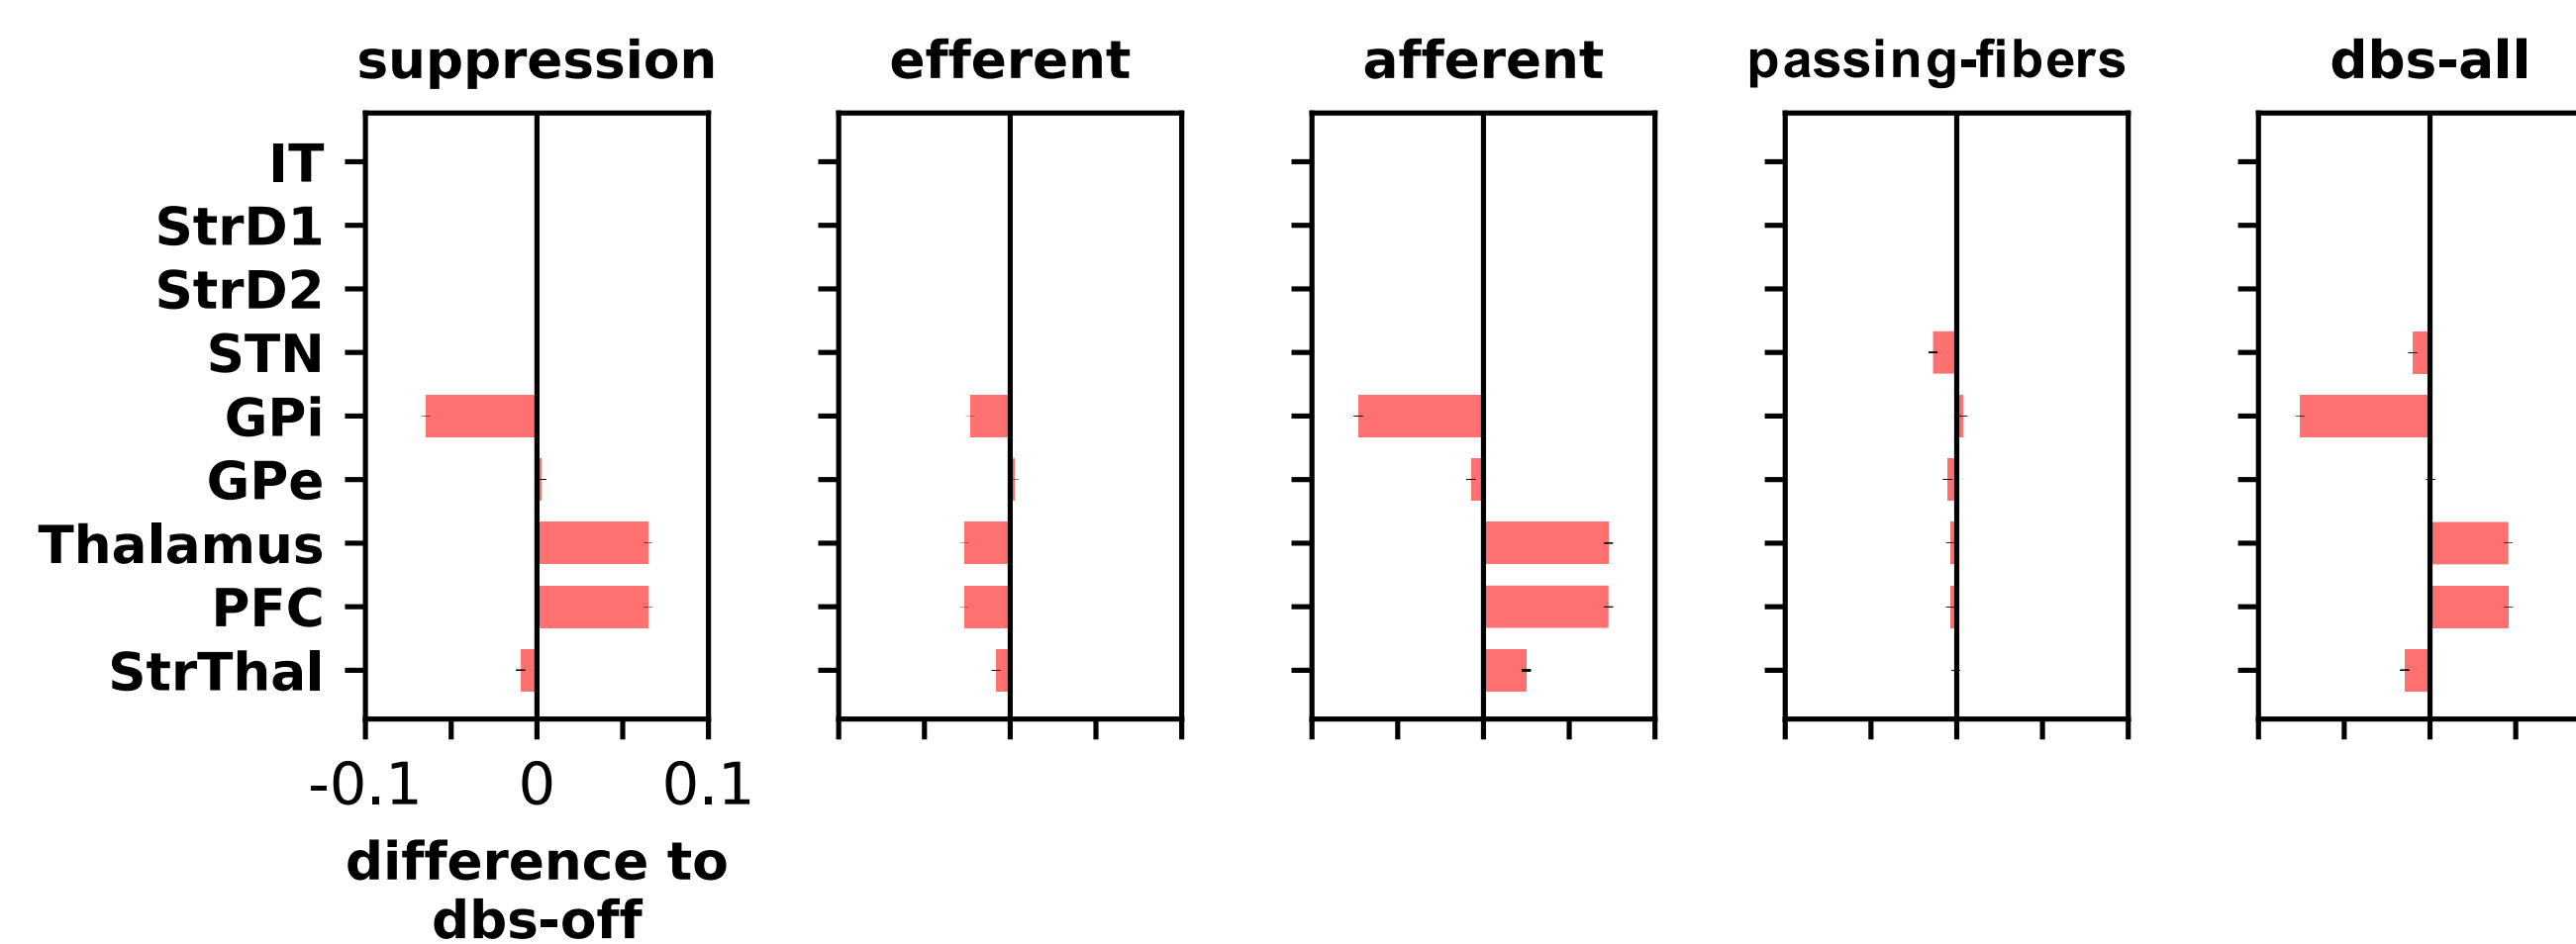 suppression efferent afferent passing-fibers dbs-all
IT
StrD1
StrD2
STN
GPi
GPe
Thalamus
PFC
StrThal
-0.1 0 0.1
difference to
dbs-off